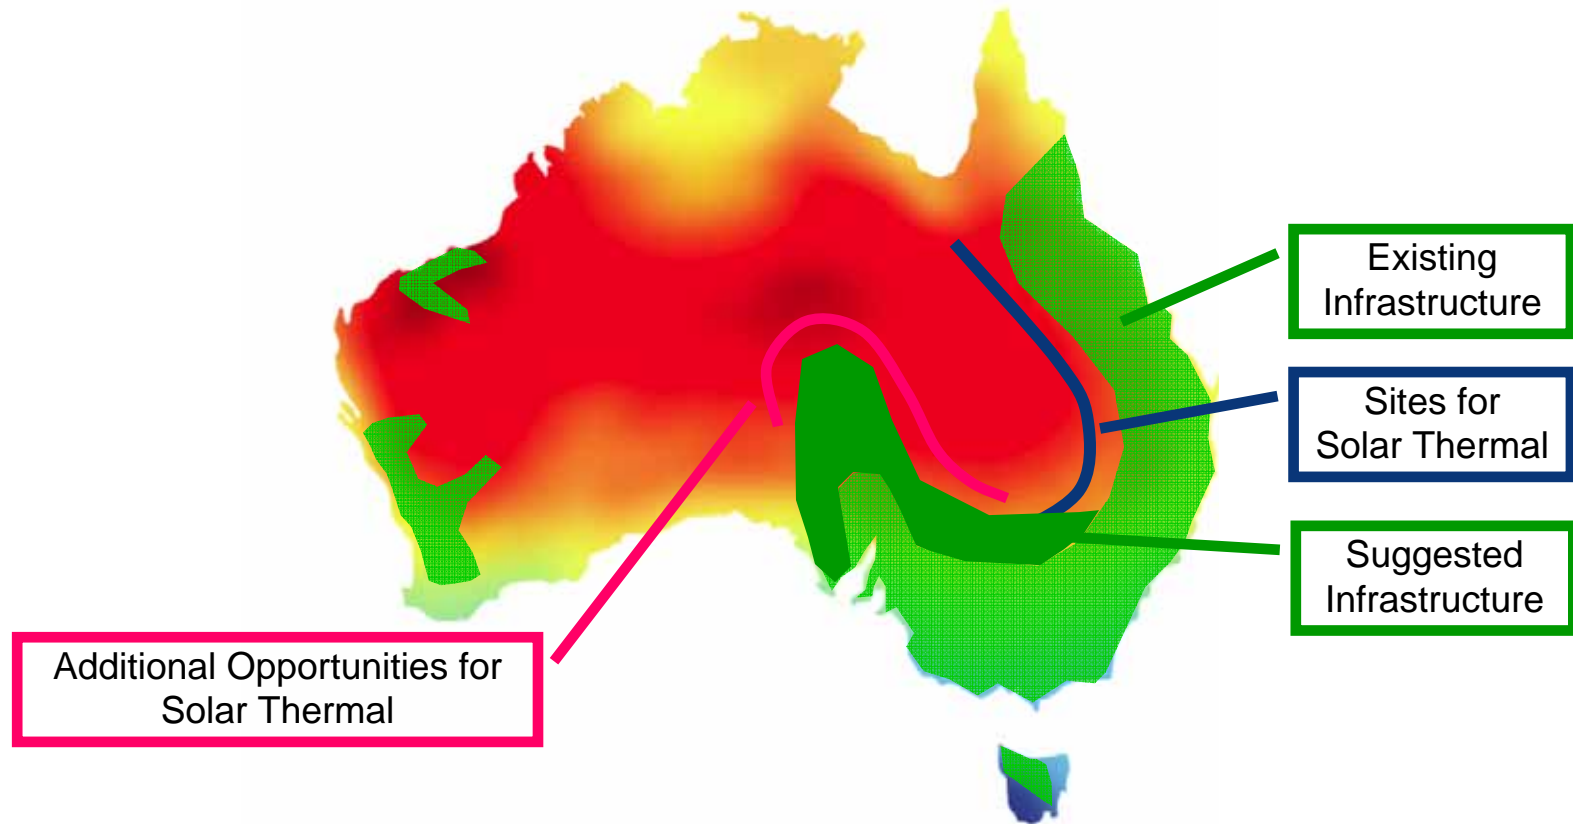 Existing
Infrastructure
Sites for
Solar Thermal
Suggested
Infrastructure
Additional Opportunities for
Solar Thermal